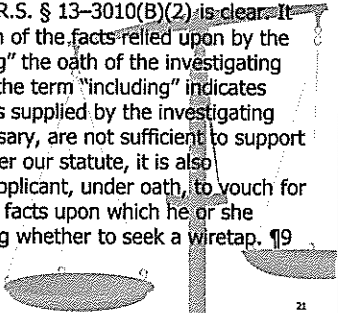 R.S. § 13–3010(B)(2) is clear. It
n of the facts relied upon by the
g" the oath of the investigating
the term "including" indicates
s supplied by the investigating
sary, are not sufficient to support
er our statute, it is also
pplicant, under oath, to vouch for
facts upon which he or she
g whether to seek a wiretap. ¶9
21